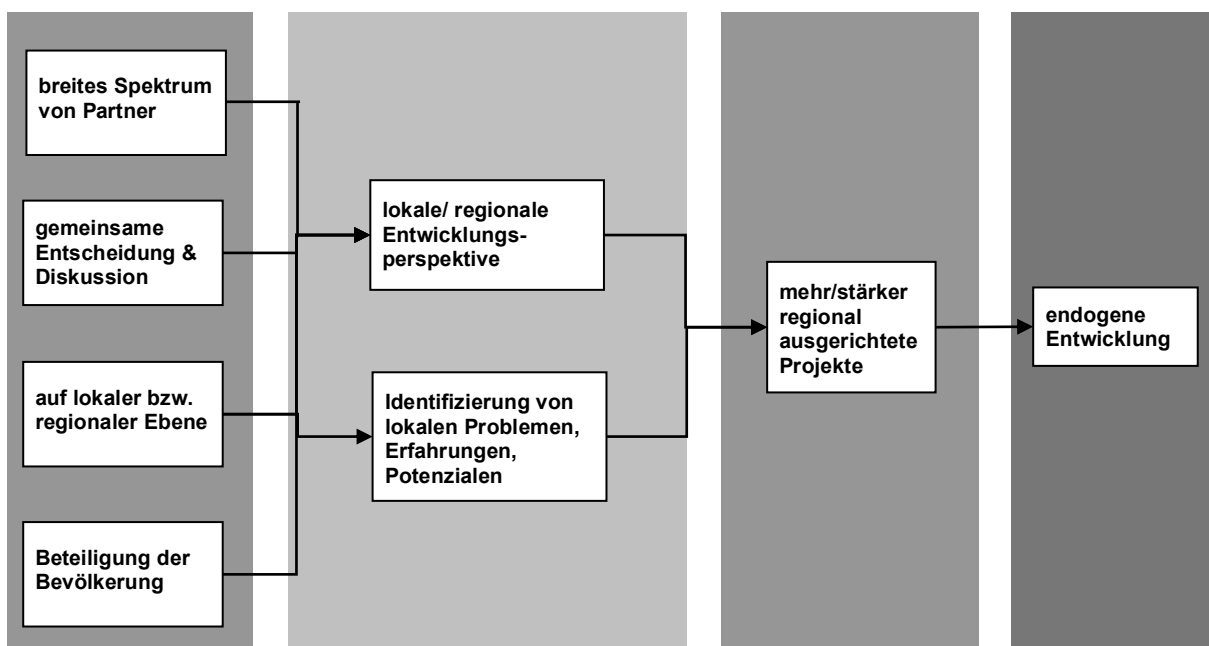 breites Spektrum
von Partner
gemeinsame
Entscheidung &
Diskussion
auf lokaler bzw.
regionaler Ebene
Beteiligung der
Bevölkerung
lokale/ regionale
Entwicklungs-
perspektive
Identifizierung von
lokalen Problemen,
Erfahrungen,
Potenzialen
mehr/stärker
regional
ausgerichtete
Projekte
endogene
Entwicklung